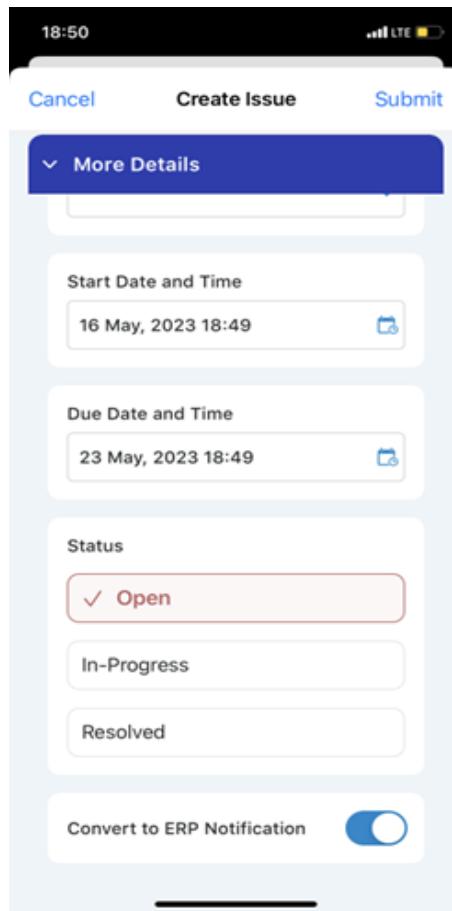 18:50
LTE
Cancel
Create Issue
Submit
More Details
Start Date and Time
16 May, 2023 18:49
Due Date and Time
23 May, 2023 18:49
Status
Open
In-Progress
Resolved
Convert to ERP Notification